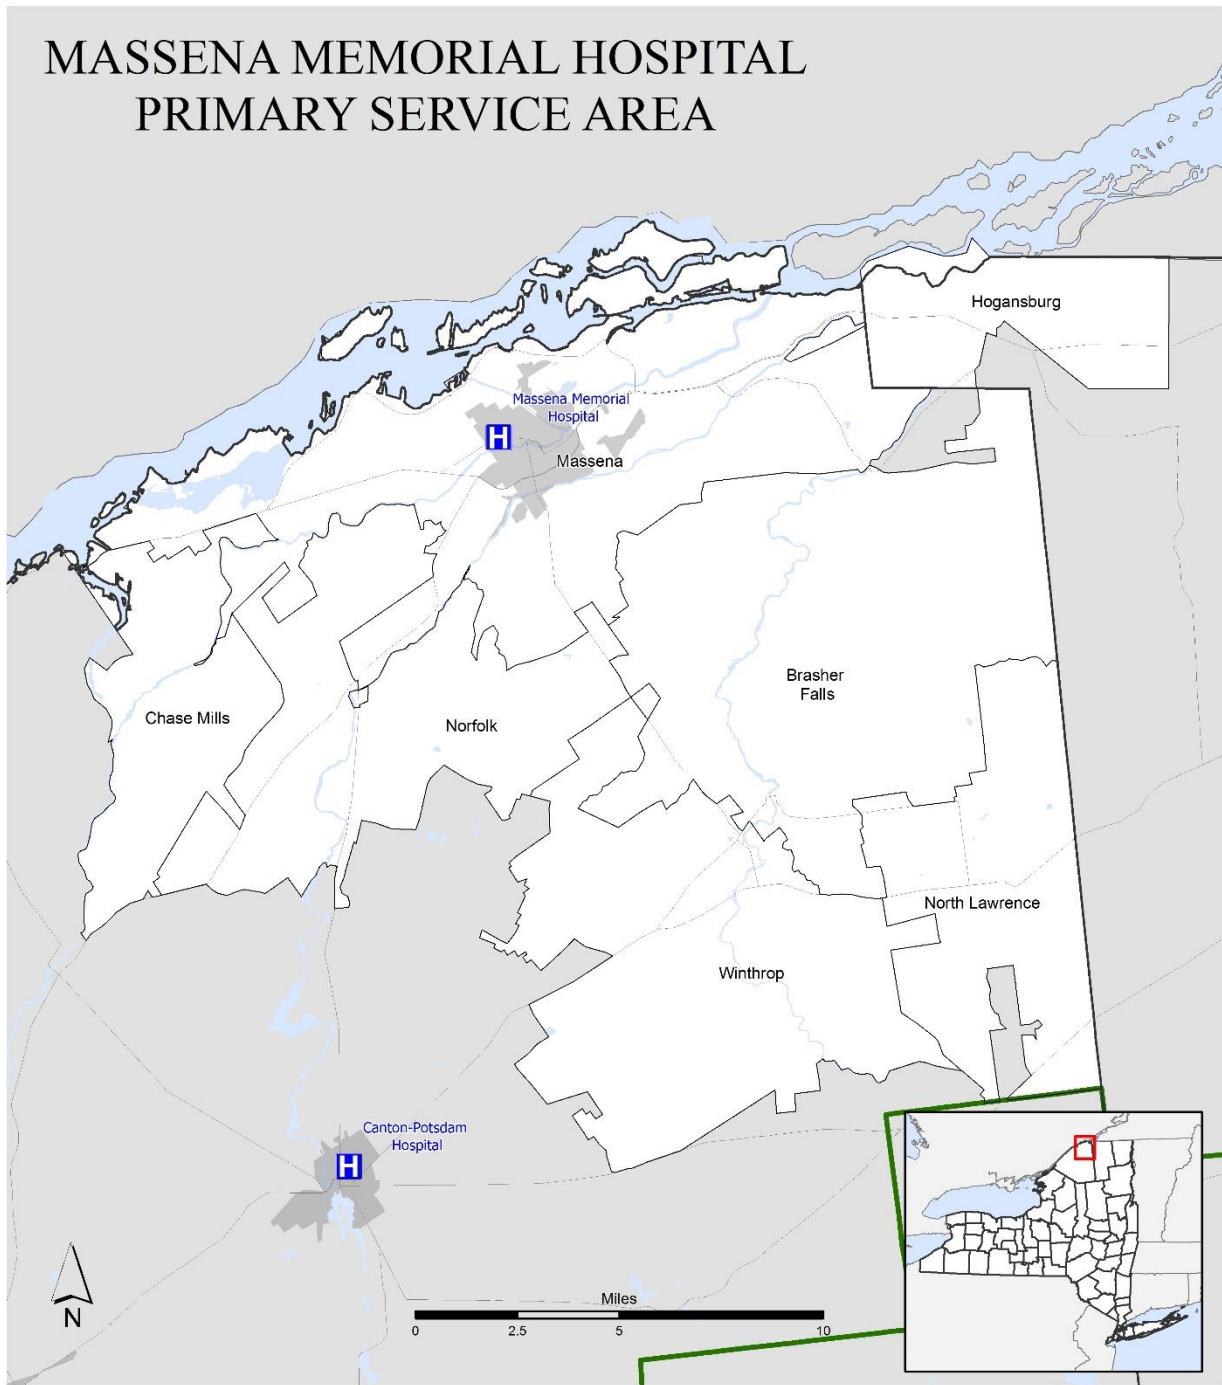 MASSENA MEMORIAL HOSPITAL
PRIMARY SERVICE AREA
Hogansburg
Massena Memorial
Hospital
H
Massena
Brasher
Falls
Chase Mills
Norfolk
North Lawrence
Winthrop
Canton-Potsdam
Hospital
H
N
Miles
0 2.5 5 10